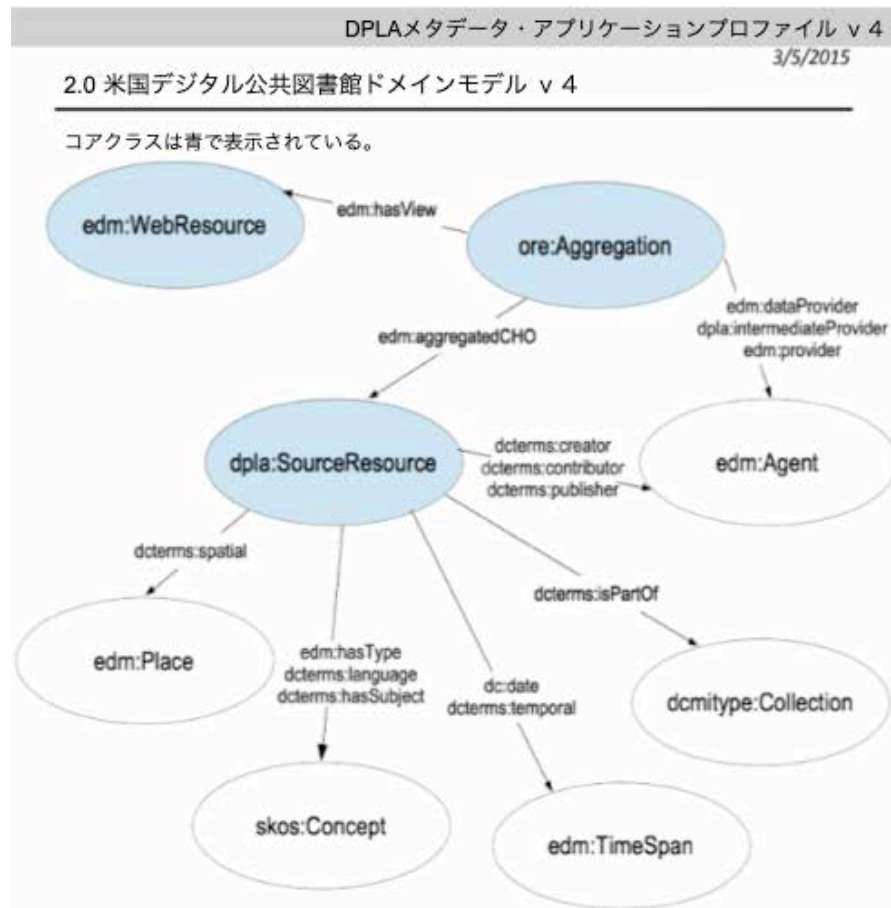 DPLAメタデータ・アプリケーションプロファイル v 4
3/5/2015
2.0 米国デジタル公共図書館ドメインモデル v 4
コアクラスは青で表示されている。
edm:WebResource
edm:hasView
ore:Aggregation
edm:dataProvider
dpla:intermediateProvider
edm:provider
edm:aggregatedCHO
dpla:SourceResource
dcterms:creator
dcterms:contributor
dcterms:publisher
edm:Agent
dcterms:spatial
dcterms:isPartOf
edm:Place
edm:hasType
dcterms:language
dcterms:hasSubject
dc:date
dcterms:temporal
dcmitype:Collection
skos:Concept
edm:TimeSpan